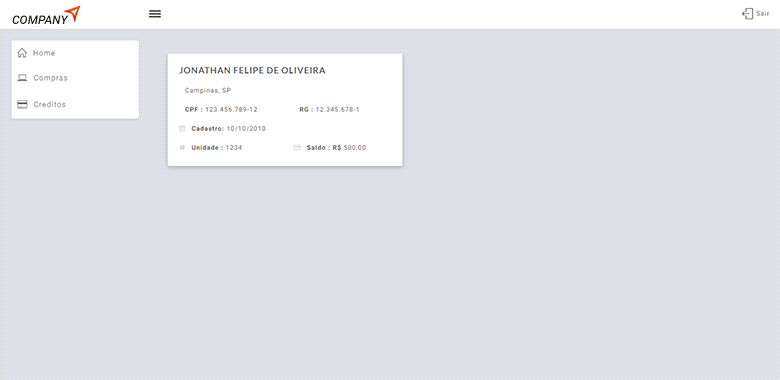 COMPANY
Sair
Home
Compras
Creditos
JONATHAN FELIPE DE OLIVEIRA
Campinas, SP
CPF : 123.456.789-12 RG : 12.345.678-1
Cadastro: 10/10/2010
Unidade : 1234 Saldo : R$ 500,00